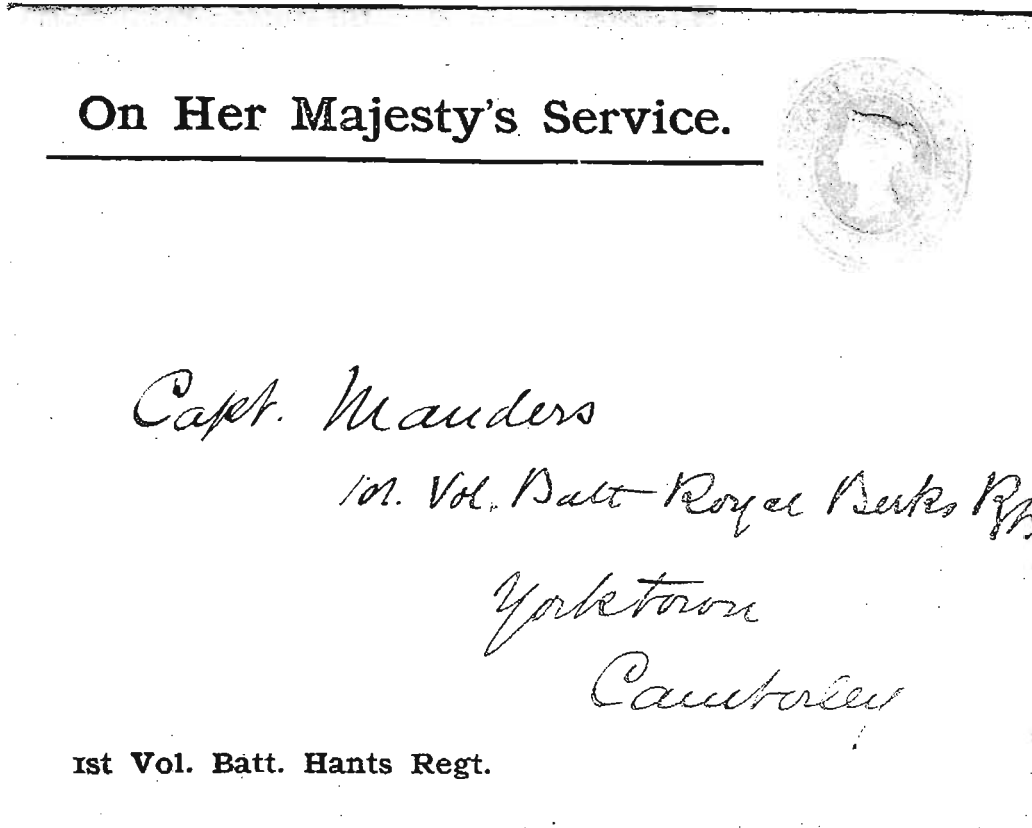 On Her Majesty's Service.
Capt. Manders
1st. Vol. Batt Royal Berks
Yorktown
Camberley
1st Vol. Batt. Hants Regt.